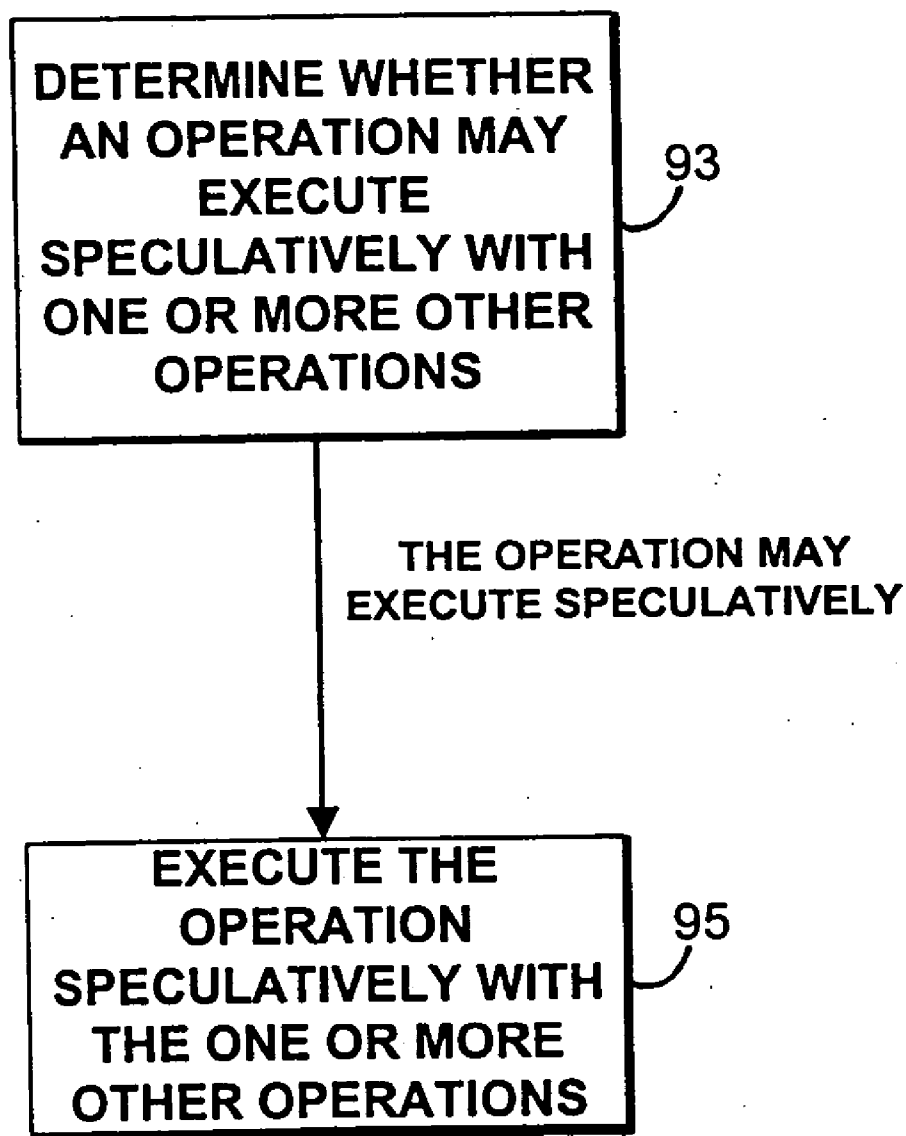 DETERMINE WHETHER
AN OPERATION MAY
EXECUTE
SPECULATIVELY WITH
ONE OR MORE OTHER
OPERATIONS
93
THE OPERATION MAY
EXECUTE SPECULATIVELY
EXECUTE THE
OPERATION
SPECULATIVELY WITH
THE ONE OR MORE
OTHER OPERATIONS
95